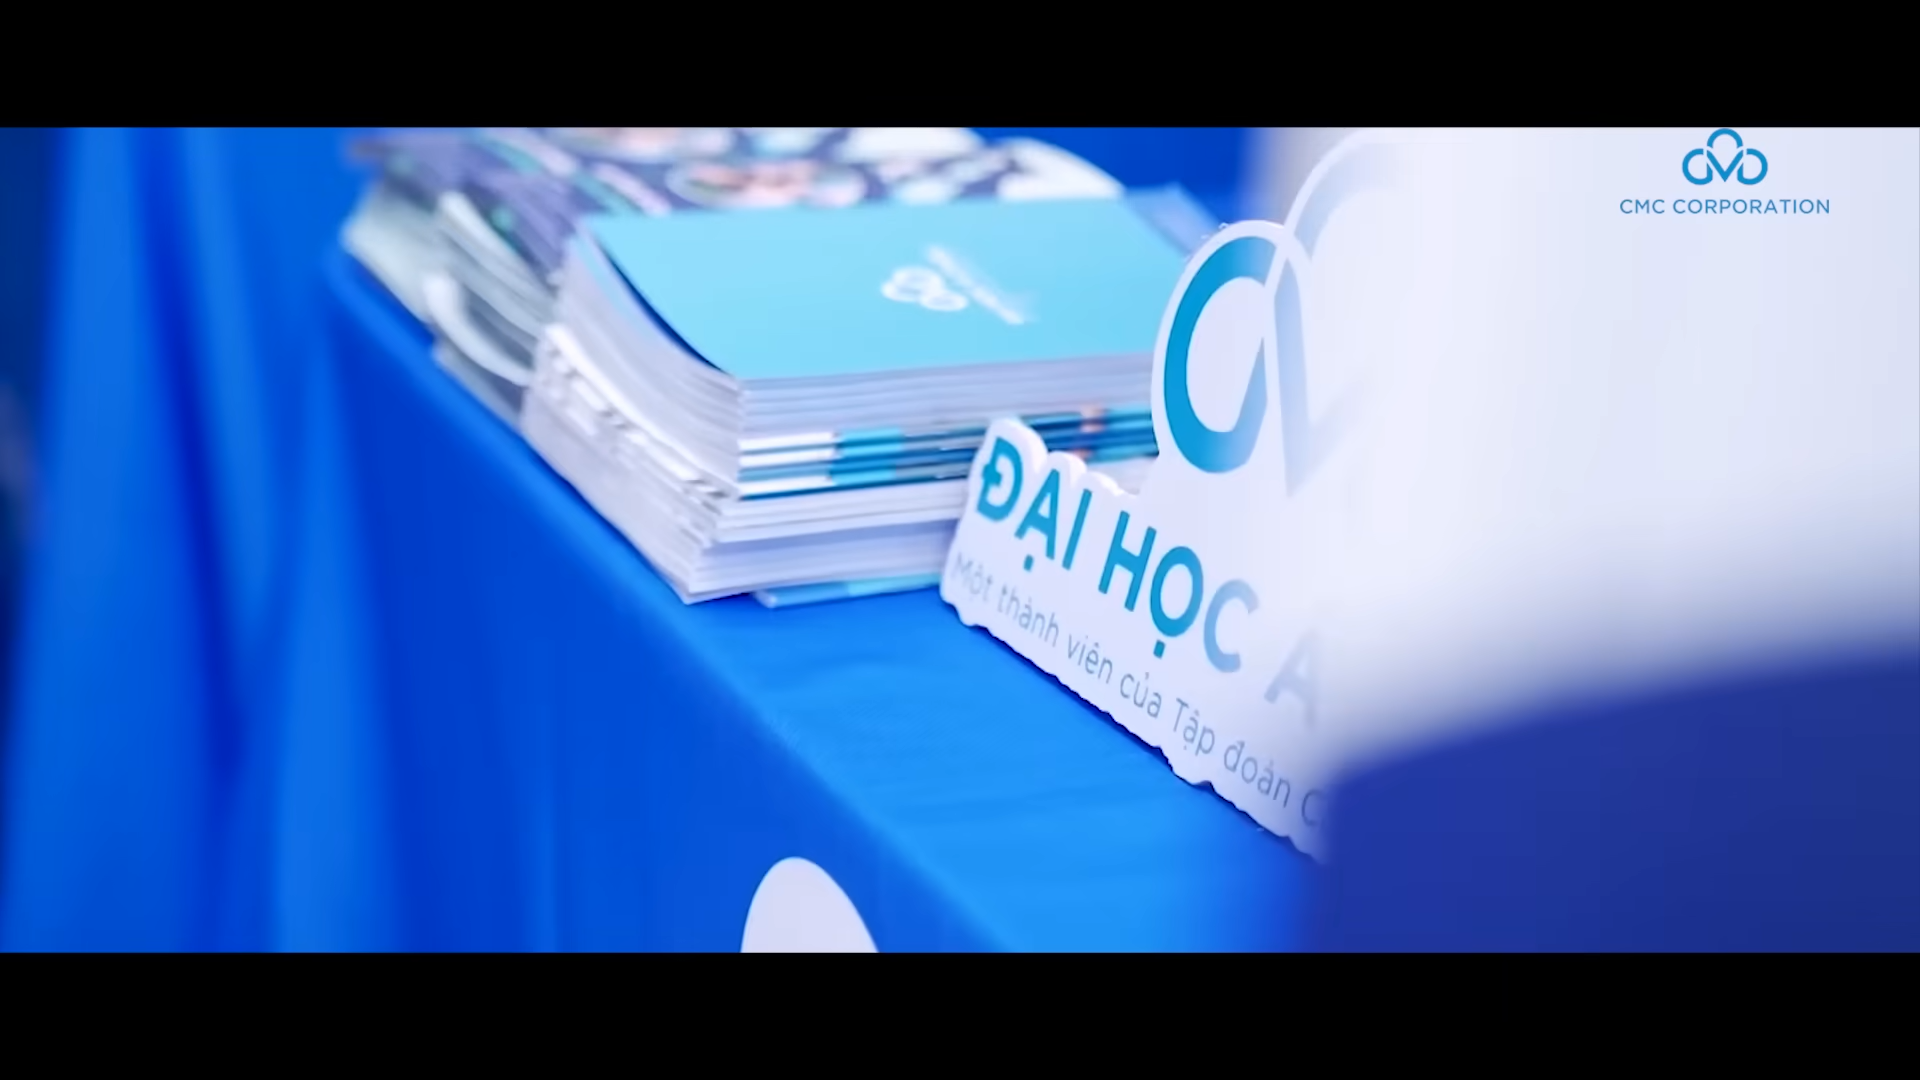 CMC CORPORATION
ĐẠI HỌC
Một thành viên của Tập đoàn